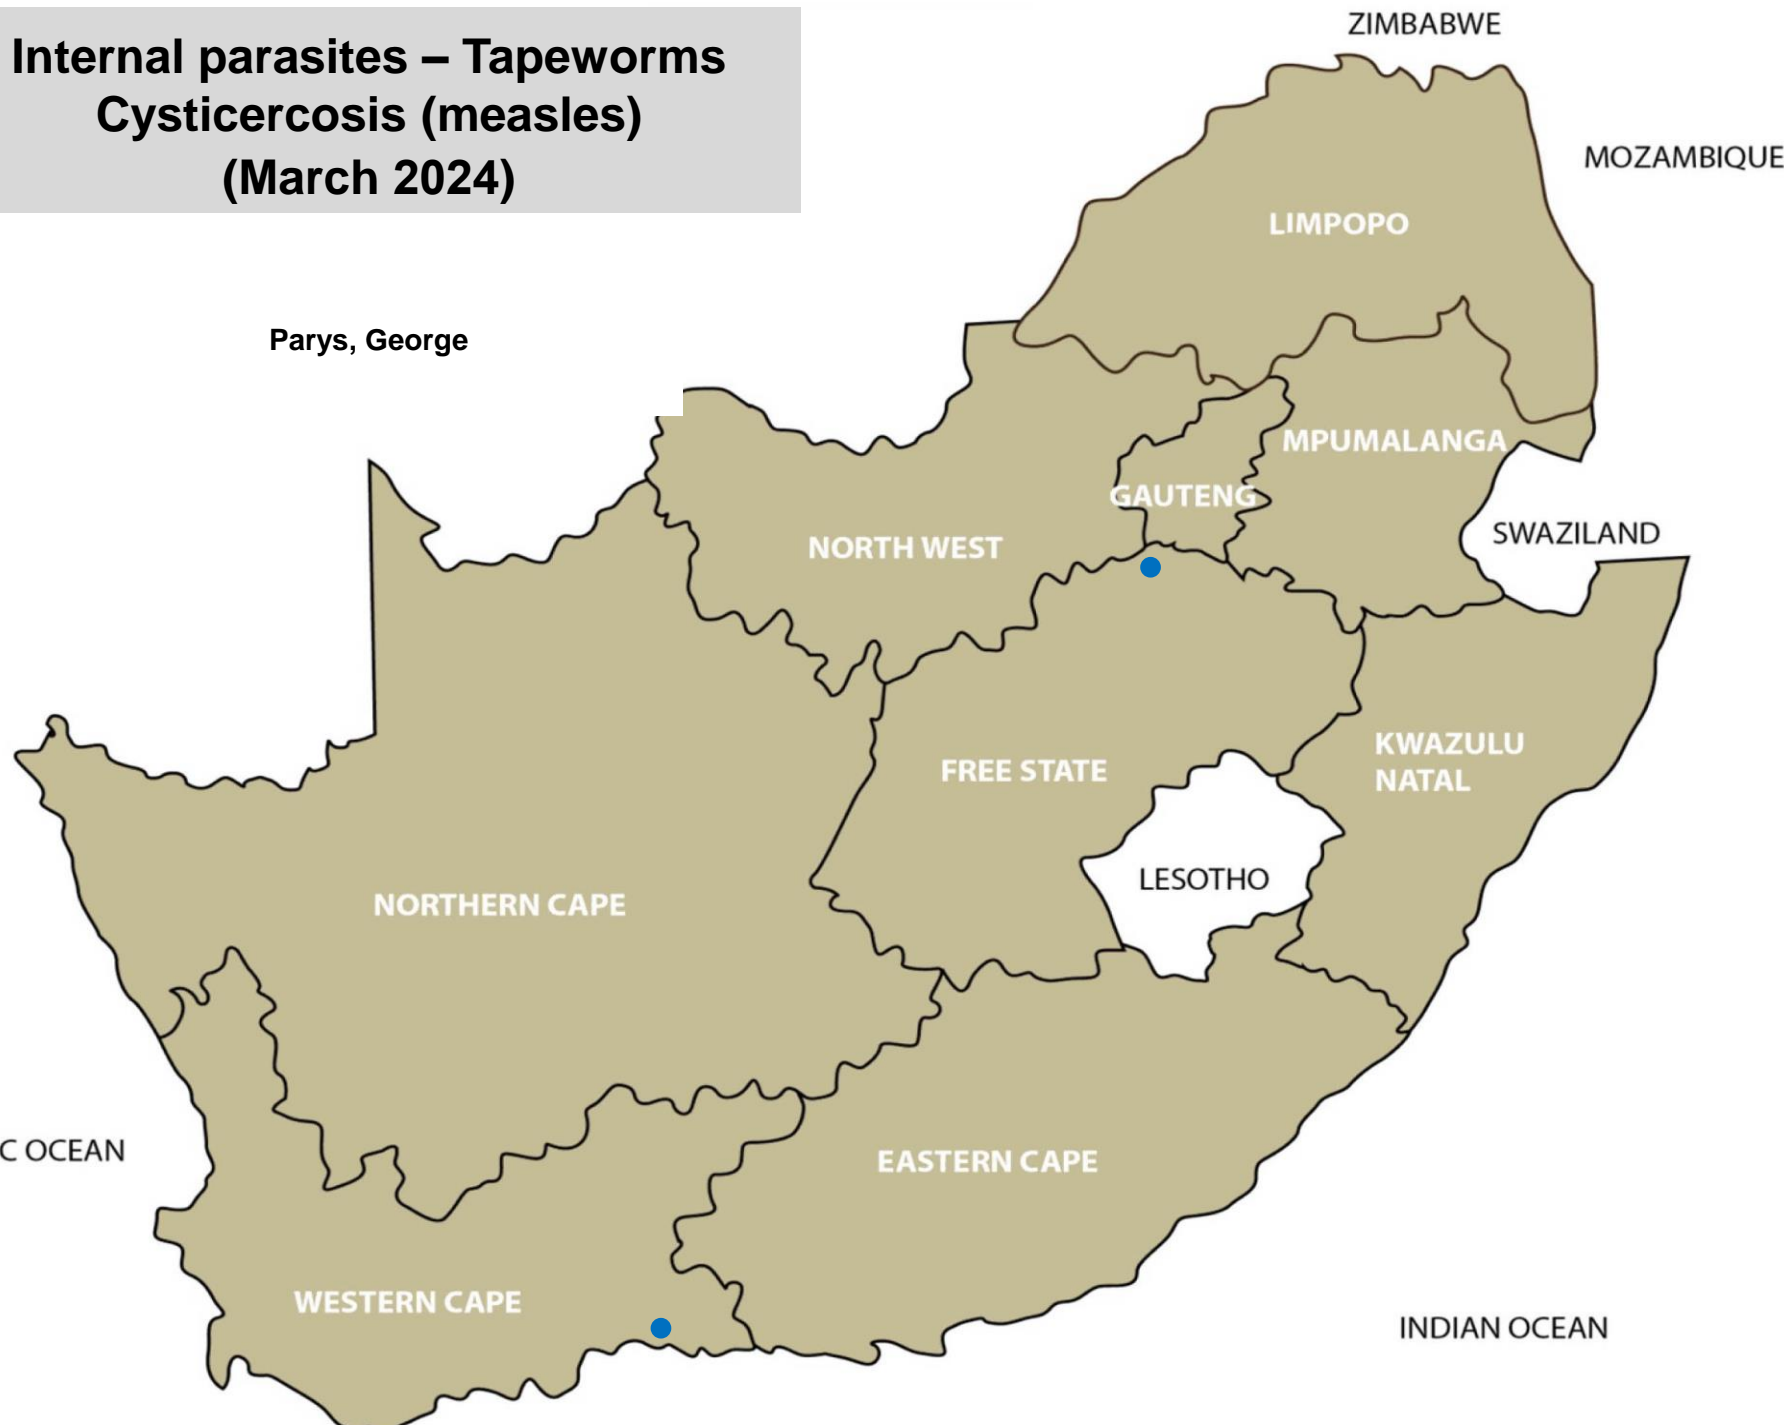 Internal parasites – Tapeworms
Cysticercosis (measles)
(March 2024)
ZIMBABWE
MOZAMBIQUE
LIMPOPO
Parys, George
MPUMALANGA
GAUTENG
SWAZILAND
NORTH WEST
KWAZULU
NATAL
FREE STATE
LESOTHO
NORTHERN CAPE
C OCEAN
EASTERN CAPE
WESTERN CAPE
INDIAN OCEAN